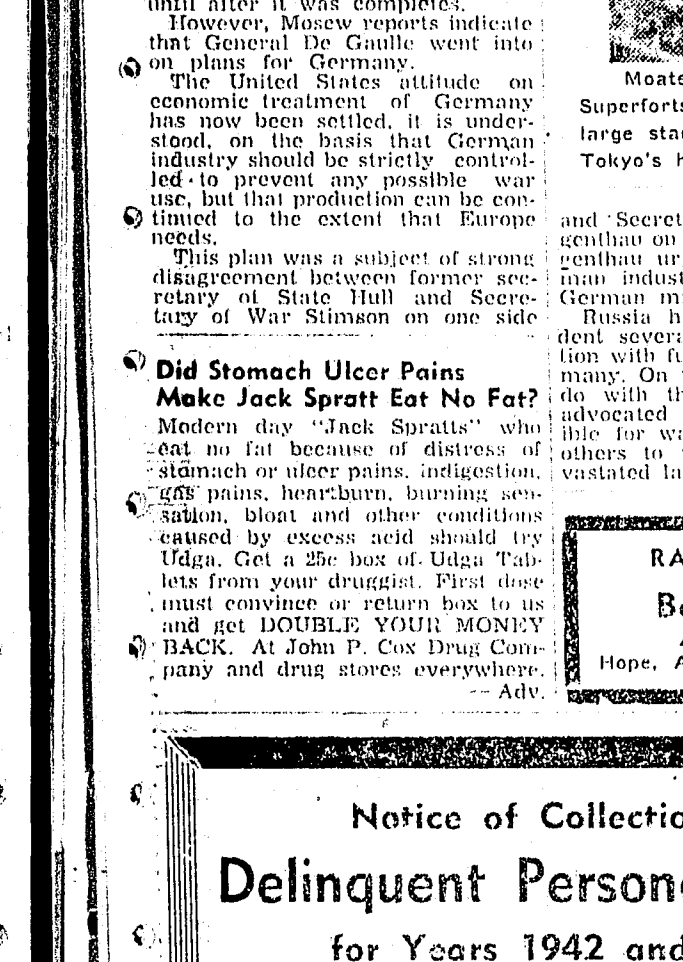 until after it was completes.
However, Mosew reports indicate
that General De Gaulle went into
on plans for Germany.
The United States attitude on
economic treatment of Germany
has now been settled, it is under-
stood, on the basis that German
industry should be strictly control-
led to prevent any possible war
use, but that production can be con-
tinued to the extent that Europe
needs.
This plan was a subject of strong
disagreement between former sec-
retary of State Hull and Secre-
tary of War Stimson on one side
Did Stomach Ulcer Pains
Make Jack Spratt Eat No Fat?
Modern day "Jack Spratts" who
eat no fat because of distress of
stomach or ulcer pains, indigestion,
gas pains, heartburn, burning sen-
sation, bloat and other conditions
caused by excess acid should try
Udga. Get a 25c box of Udga Tab-
lets from your druggist. First dose
must convince or return box to us
and get DOUBLE YOUR MONEY
BACK. At John P. Cox Drug Com-
pany and drug stores everywhere.
-- Adv.
Moate
Superforts
large sta
Tokyo's h
and Secret
genthau on
genthau ur
man indust
German m
Russia h
dent severa
tion with fu
many. On
do with th
advocated
ible for wa
others to
vastated la
RA
B
Hope, A
Notice of Collectio
Delinquent Person
for Years 1942 and